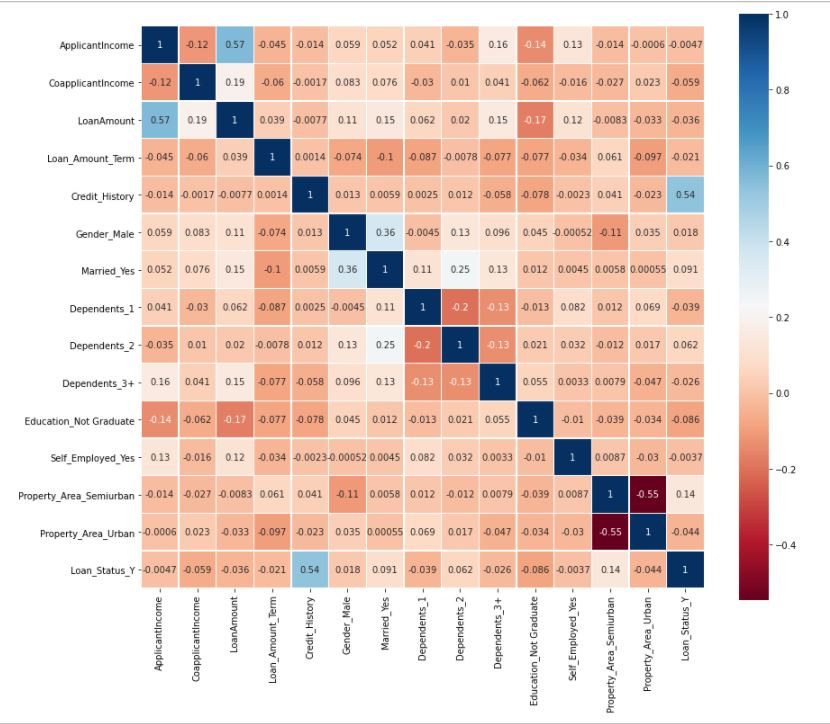 ApplicantIncome 1 -0.12 0.57 -0.045 -0.014 0.059 0.052 0.041 -0.035 0.16 -0.14 0.13 -0.014 -0.0006 -0.0047
CoapplicantIncome -0.12 1 0.19 -0.06 -0.0017 0.083 0.076 -0.03 0.01 0.041 -0.062 -0.016 -0.027 0.023 -0.059
LoanAmount 0.57 0.19 1 0.039 -0.0077 0.11 0.15 0.062 0.02 0.15 -0.17 0.12 -0.0083 -0.033 -0.036
Loan_Amount_Term -0.045 -0.06 0.039 1 0.0014 -0.074 -0.1 -0.087 -0.0078 -0.077 -0.077 -0.034 0.061 -0.097 -0.021
Credit_History -0.014 -0.0017 -0.0077 0.0014 1 0.013 0.0059 0.0025 0.012 -0.058 -0.078 -0.0023 0.041 -0.023 0.54
Gender_Male 0.059 0.083 0.11 -0.074 0.013 1 0.36 -0.0045 0.13 0.096 0.045 -0.00052 -0.11 0.035 0.018
Married_Yes 0.052 0.076 0.15 -0.1 0.0059 0.36 1 0.11 0.25 0.13 0.012 0.0045 0.0058 0.00055 0.091
Dependents_1 0.041 -0.03 0.062 -0.087 0.0025 -0.0045 0.11 1 -0.2 -0.13 -0.013 0.082 0.012 0.069 -0.039
Dependents_2 -0.035 0.01 0.02 -0.0078 0.012 0.13 0.25 -0.2 1 -0.13 0.021 0.032 -0.012 0.017 0.062
Dependents_3+ 0.16 0.041 0.15 -0.077 -0.058 0.096 0.13 -0.13 -0.13 1 0.055 0.0033 0.0079 -0.047 -0.026
Education_Not Graduate -0.14 -0.062 -0.17 -0.077 -0.078 0.045 0.012 -0.013 0.021 0.055 1 -0.01 -0.039 -0.034 -0.086
Self_Employed_Yes 0.13 -0.016 0.12 -0.034 -0.0023 -0.00052 0.0045 0.082 0.032 0.0033 -0.01 1 0.0087 -0.03 -0.0037
Property_Area_Semiurban -0.014 -0.027 -0.0083 0.061 0.041 -0.11 0.0058 0.012 -0.012 0.0079 -0.039 0.0087 1 -0.55 0.14
Property_Area_Urban -0.0006 0.023 -0.033 -0.097 -0.023 0.035 0.00055 0.069 0.017 -0.047 -0.034 -0.03 -0.55 1 -0.044
Loan_Status_Y -0.0047 -0.059 -0.036 -0.021 0.54 0.018 0.091 -0.039 0.062 -0.026 -0.086 -0.0037 0.14 -0.044 1
ApplicantIncome
CoapplicantIncome
LoanAmount
Loan_Amount_Term
Credit_History
Gender_Male
Married_Yes
Dependents_1
Dependents_2
Dependents_3+
Education_Not Graduate
Self_Employed_Yes
Property_Area_Semiurban
Property_Area_Urban
Loan_Status_Y
1.0
0.8
0.6
0.4
0.2
0.0
−0.2
−0.4